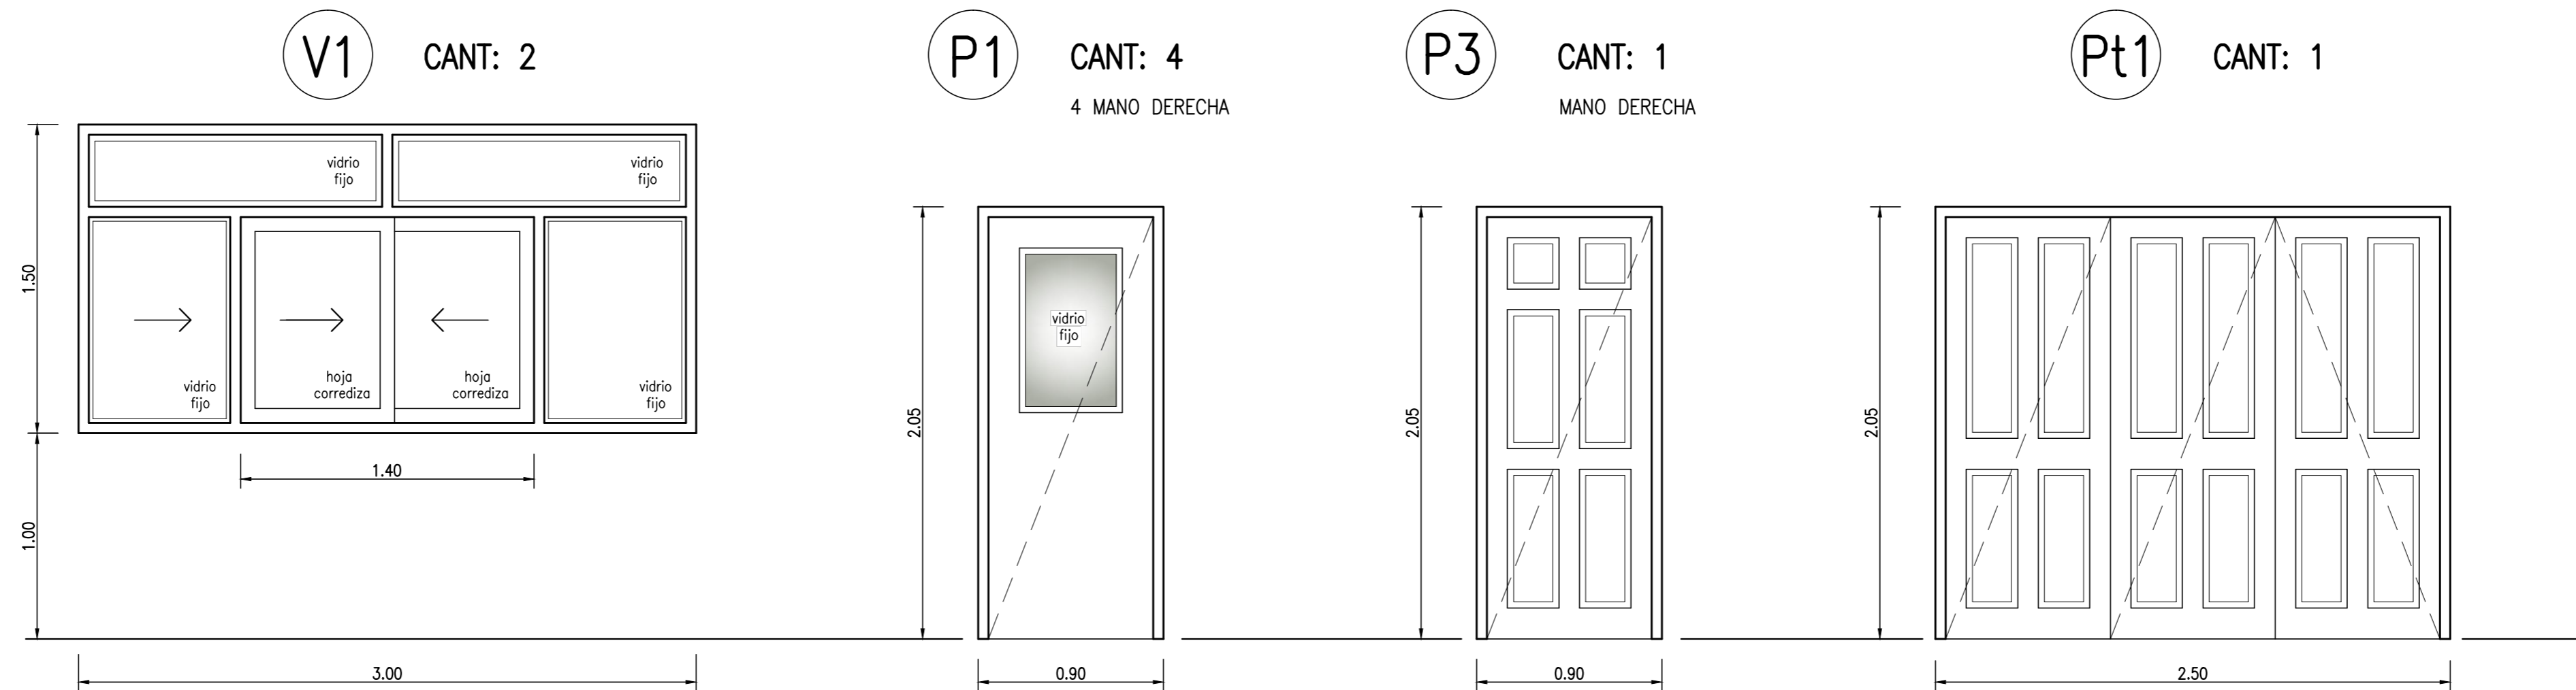 V1 CANT: 2
P1 CANT: 4
4 MANO DERECHA
P3 CANT: 1
MANO DERECHA
Pt1 CANT: 1
vidrio
fijo
vidrio
fijo
1.50
vidrio
fijo
hoja
corrediza
hoja
corrediza
vidrio
fijo
1.40
1.00
3.00
vidrio
fijo
2.05
0.90
2.05
0.90
2.05
2.50